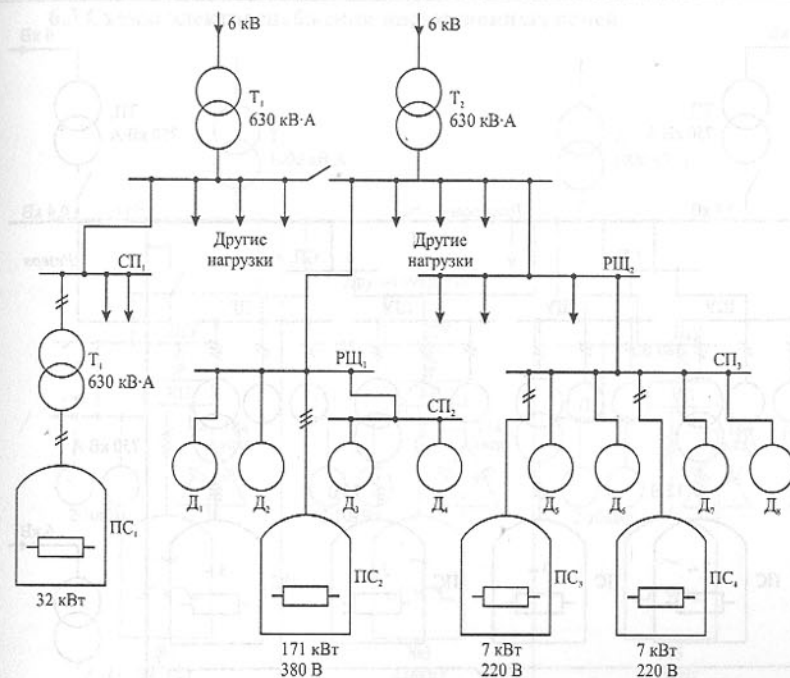 6 кВ
6 кВ
Т₁
630 кВ·А
Т₂
630 кВ·А
Другие
нагрузки
Другие
нагрузки
СП₁
РЩ₂
Т₁
630 кВ·А
РЩ₁
СП₂
СП₃
Д₁
Д₂
Д₃
Д₄
Д₅
Д₆
Д₇
Д₈
ПС₁
32 кВт
ПС₂
171 кВт
380 В
ПС₃
7 кВт
220 В
ПС₄
7 кВт
220 В